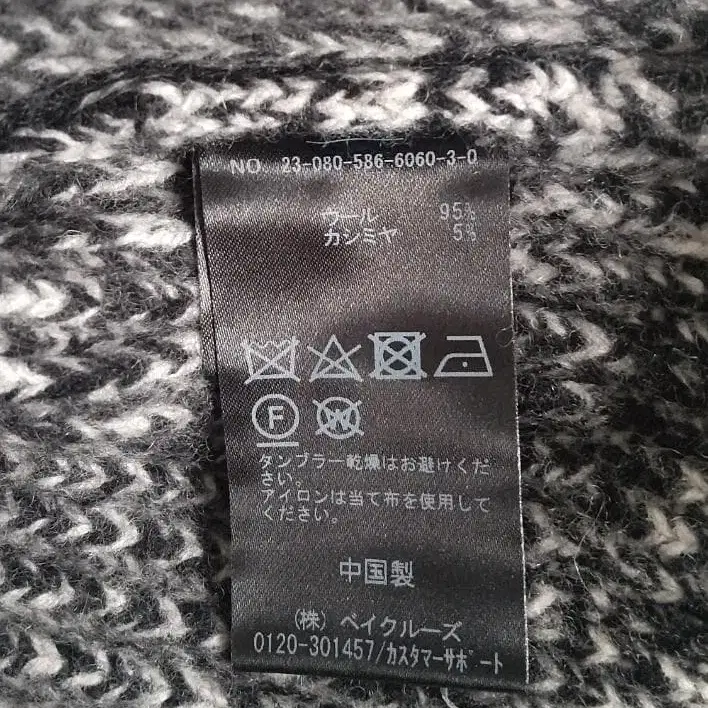 NO 23-080-586-6060-3-0
ウール 95%
カシミヤ 5%
F W
タンブラー乾燥はお避けくだ
さい。
アイロンは当て布を使用して
ください。
中国製
(株) ベイクルーズ
0120-301457/カスタマーサポート